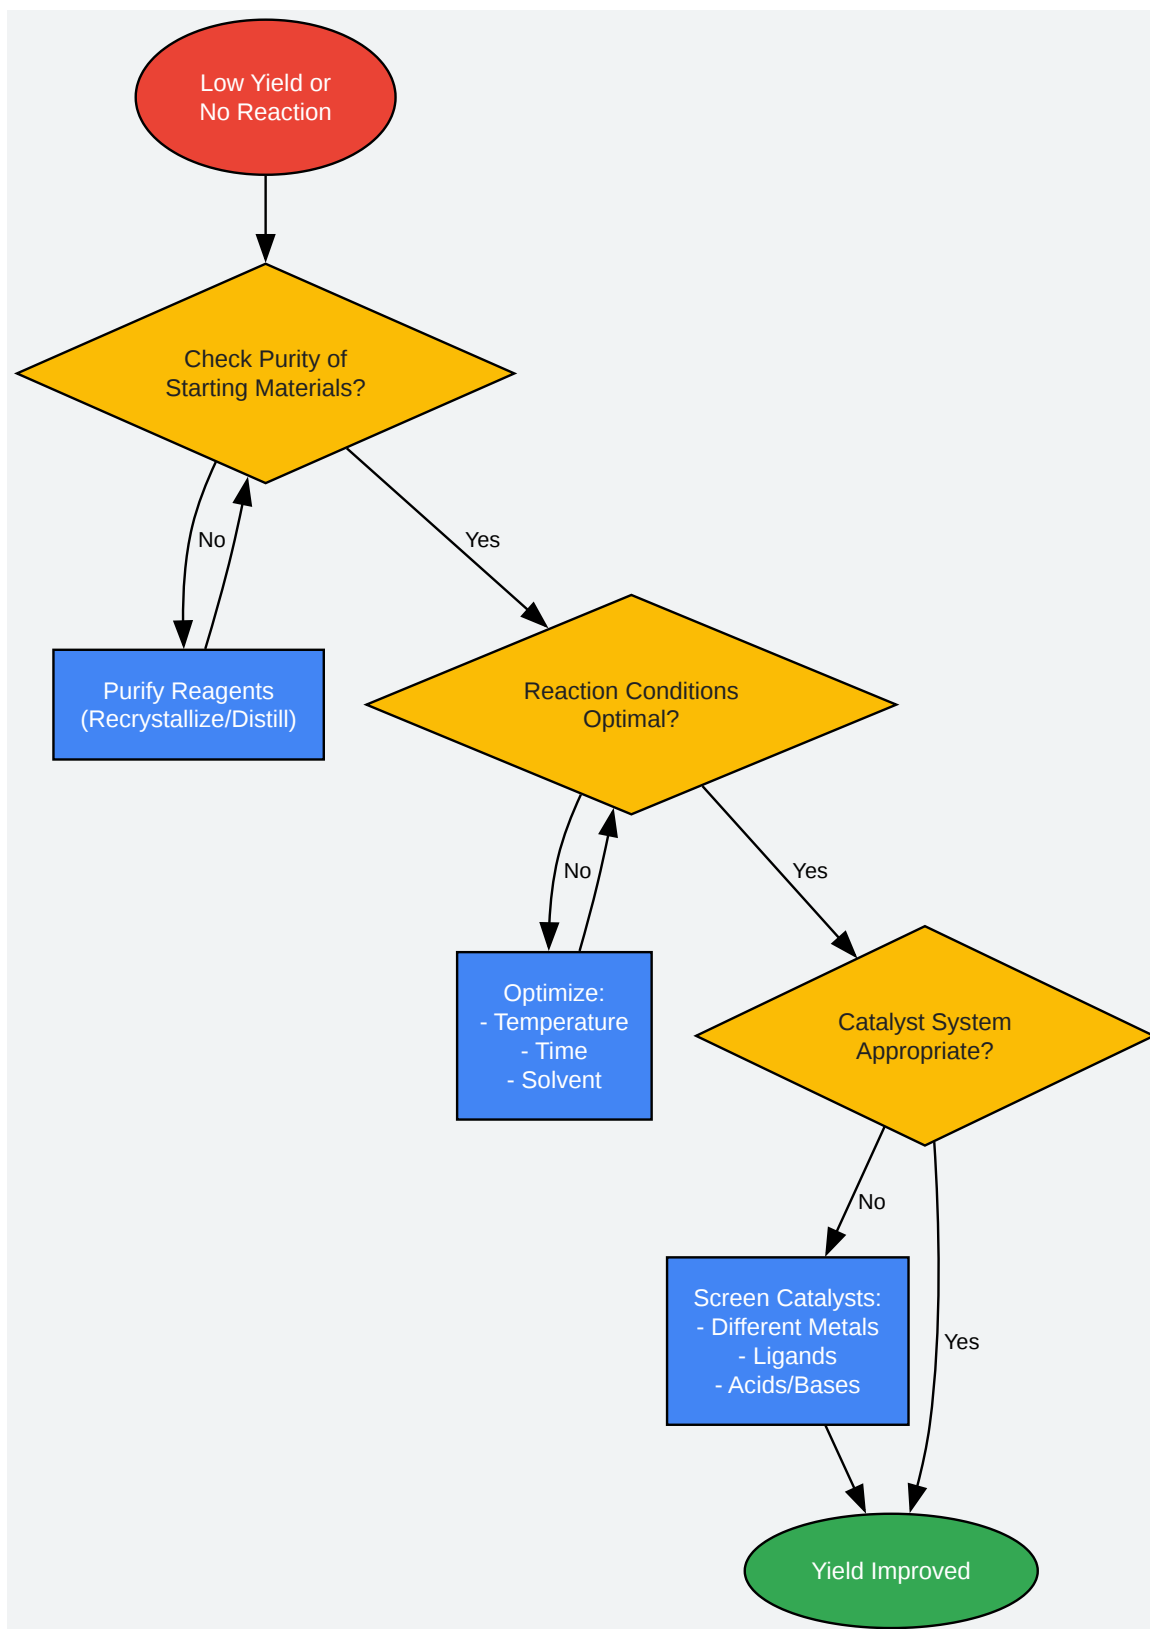 Low Yield or
No Reaction
Check Purity of
Starting Materials?
No
Yes
Purify Reagents
(Recrystallize/Distill)
Reaction Conditions
Optimal?
No
Yes
Optimize:
- Temperature
- Time
- Solvent
Catalyst System
Appropriate?
No
Yes
Screen Catalysts:
- Different Metals
- Ligands
- Acids/Bases
Yield Improved